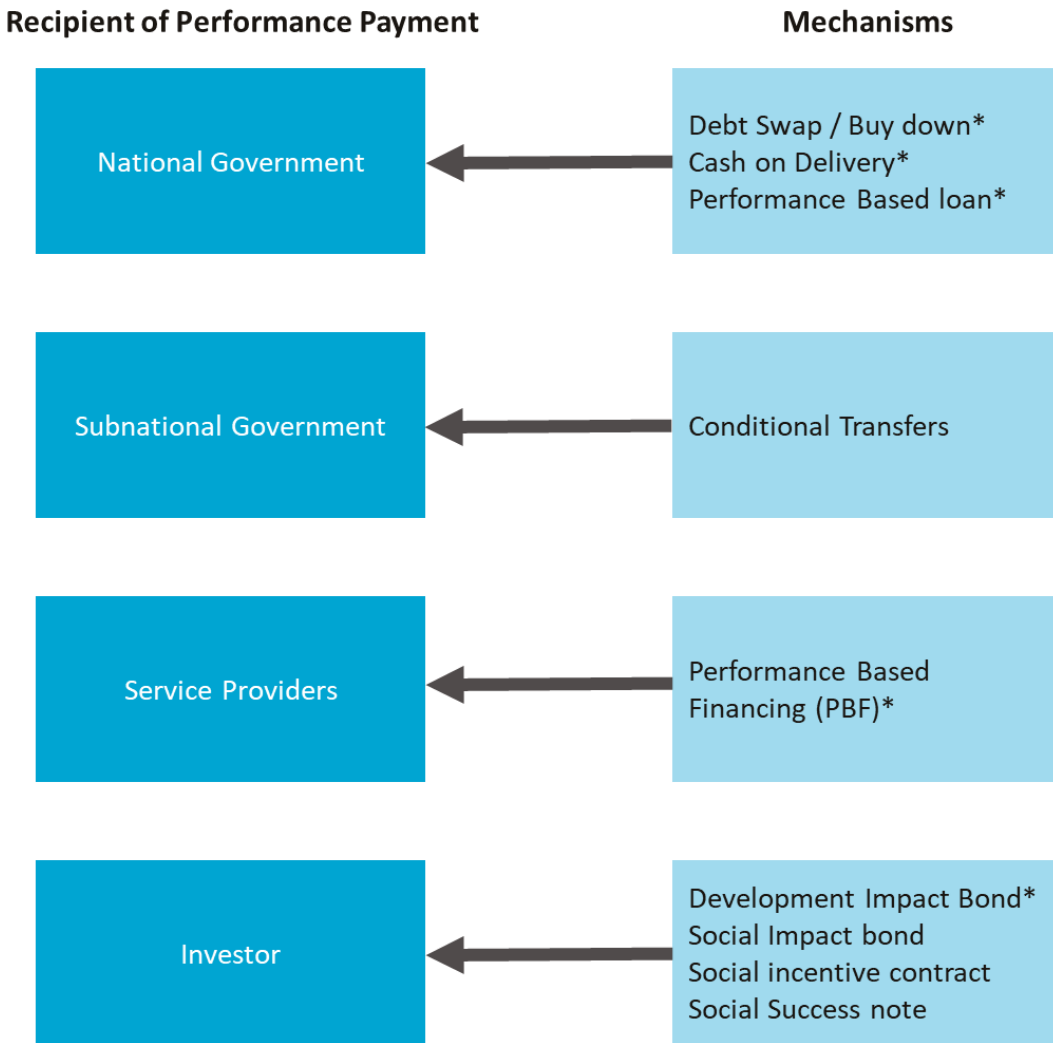 Recipient of Performance Payment
Mechanisms
National Government
Debt Swap / Buy down*
Cash on Delivery*
Performance Based loan*
Subnational Government
Conditional Transfers
Service Providers
Performance Based
Financing (PBF)*
Investor
Development Impact Bond*
Social Impact bond
Social incentive contract
Social Success note